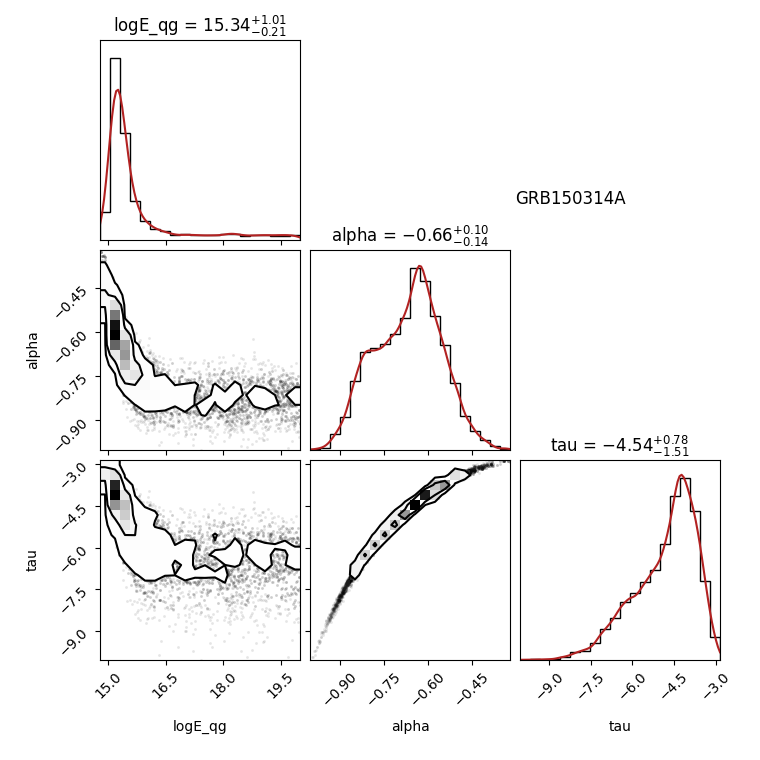 logE_qg = 15.34+1.01−0.21
GRB150314A
alpha = −0.66+0.10−0.14
−0.45
−0.60
−0.75
−0.90
alpha
tau = −4.54+0.78−1.51
−3.0
−4.5
−6.0
−7.5
−9.0
tau
15.0 16.5 18.0 19.5
−0.90 −0.75 −0.60 −0.45
−9.0 −7.5 −6.0 −4.5 −3.0
logE_qg alpha tau